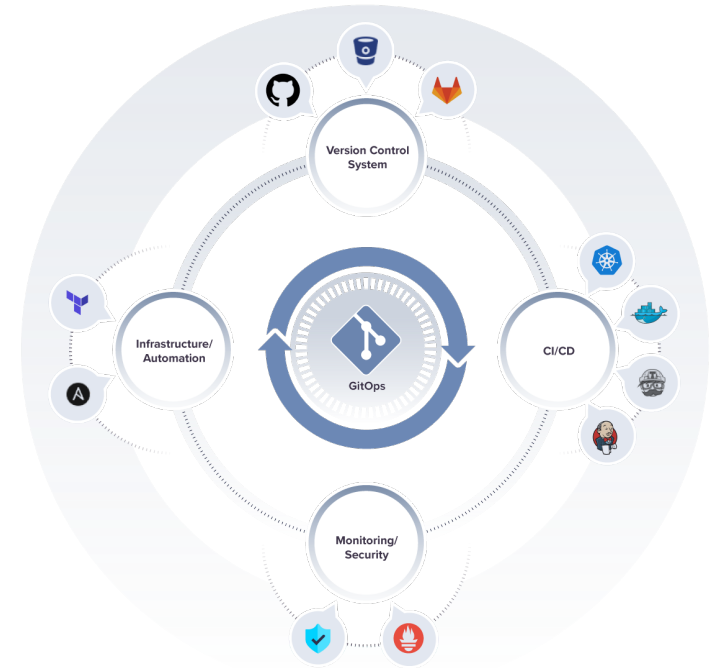 Version Control
System
Infrastructure/
Automation
CI/CD
GitOps
Monitoring/
Security